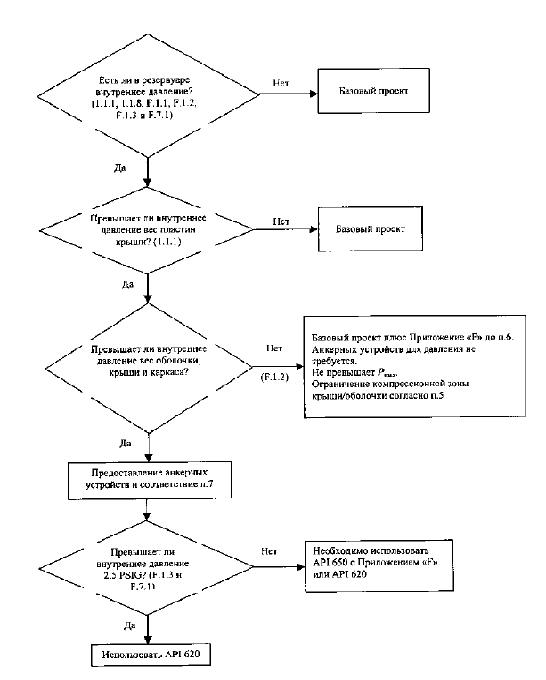 Есть ли в резервуаре
внутреннее давление?
(1.1.1, 1.1.8, F.1.1, F.1.2,
F.1.3 и F.7.1)
Нет
Базовый проект
Да
Превышает ли внутреннее
давление вес пластин
крыши? (1.1.1)
Нет
Базовый проект
Да
Превышает ли внутреннее
давление вес оболочки,
крыши и каркаса?
Нет
(F.1.2)
Базовый проект плюс Приложение «F» до п.6.
Анкерных устройств для давления не
требуется.
Не превышает Pmax.
Ограничение компрессионной зоны
крыши/оболочки согласно п.5
Да
Предоставление анкерных
устройств и соответствие п.7
Превышает ли
внутреннее давление
2.5 PSIG? (F.1.3 и
F.7.1)
Нет
Необходимо использовать
API 650 с Приложением «F»
или API 620
Да
Использовать API 620